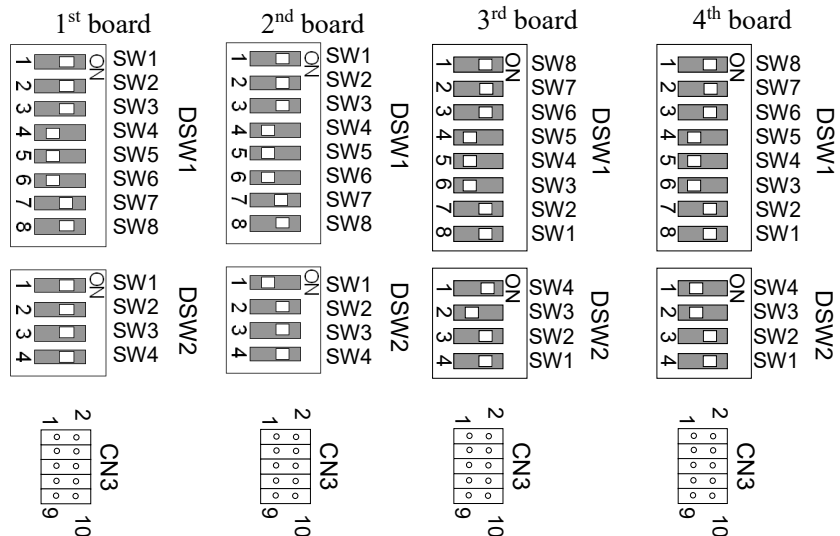 1st board 2nd board 3rd board 4th board
1 ON SW1
2 SW2
3 SW3
4 SW4
5 SW5
6 SW6
7 SW7
8 SW8
DSW1
1 ON SW1
2 SW2
3 SW3
4 SW4
DSW2
2
1
CN3
9
10
1 ON SW1
2 SW2
3 SW3
4 SW4
5 SW5
6 SW6
7 SW7
8 SW8
DSW1
1 ON SW1
2 SW2
3 SW3
4 SW4
DSW2
2
1
CN3
9
10
1 ON SW8
2 SW7
3 SW6
4 SW5
5 SW4
6 SW3
7 SW2
8 SW1
DSW1
1 ON SW4
2 SW3
3 SW2
4 SW1
DSW2
2
1
CN3
9
10
1 ON SW8
2 SW7
3 SW6
4 SW5
5 SW4
6 SW3
7 SW2
8 SW1
DSW1
1 ON SW4
2 SW3
3 SW2
4 SW1
DSW2
2
1
CN3
9
10